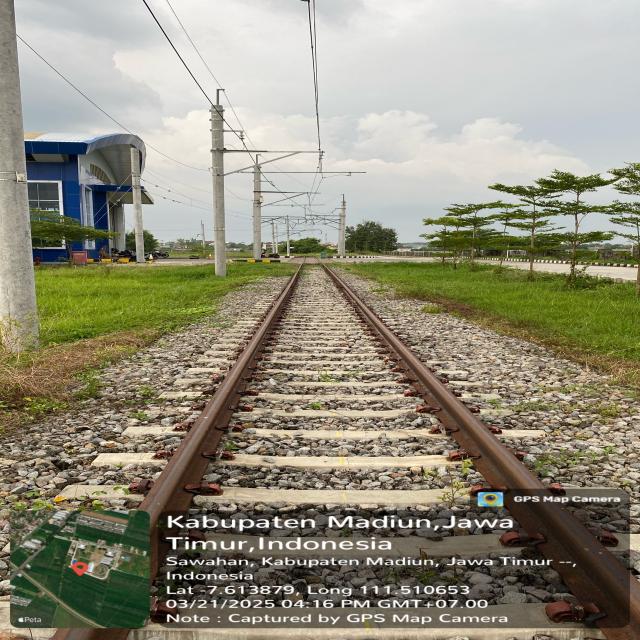 GPS Map Camera
Kabupaten Madiun,Jawa
Timur,Indonesia
Sawahan, Kabupaten Madiun, Jawa Timur --,
Indonesia
Lat -7.613879, Long 111.510653
03/21/2025 04:16 PM GMT+07.00
Note : Captured by GPS Map Camera
Peta